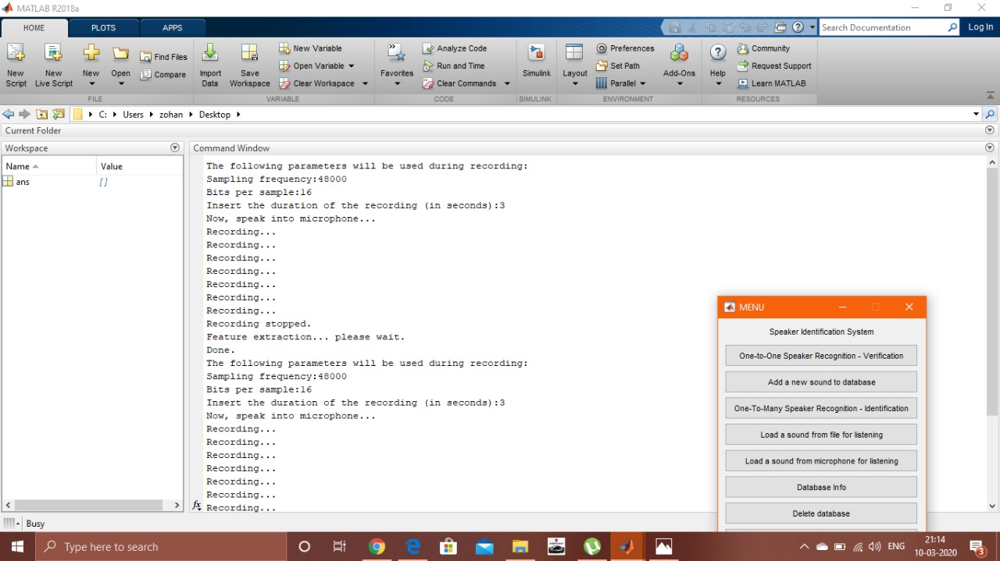 MATLAB R2018a
HOME PLOTS APPS
Search Documentation Log In
New Script
New Live Script
New
Open
Find Files
Compare
FILE
Import Data
Save Workspace
New Variable
Open Variable
Clear Workspace
VARIABLE
Favorites
Analyze Code
Run and Time
Clear Commands
CODE
Simulink
SIMULINK
Layout
Preferences
Set Path
Parallel
Add-Ons
ENVIRONMENT
Help
Community
Request Support
Learn MATLAB
RESOURCES
C: Users zohan Desktop
Current Folder
Workspace
Name Value
ans []
Command Window
The following parameters will be used during recording:
Sampling frequency:48000
Bits per sample:16
Insert the duration of the recording (in seconds):3
Now, speak into microphone...
Recording...
Recording...
Recording...
Recording...
Recording...
Recording...
Recording...
Recording stopped.
Feature extraction... please wait.
Done.
The following parameters will be used during recording:
Sampling frequency:48000
Bits per sample:16
Insert the duration of the recording (in seconds):3
Now, speak into microphone...
Recording...
Recording...
Recording...
Recording...
Recording...
Recording...
fx Recording...
MENU
Speaker Identification System
One-to-One Speaker Recognition - Verification
Add a new sound to database
One-To-Many Speaker Recognition - Identification
Load a sound from file for listening
Load a sound from microphone for listening
Database Info
Delete database
Busy
Type here to search
ENG
21:14
10-03-2020
3